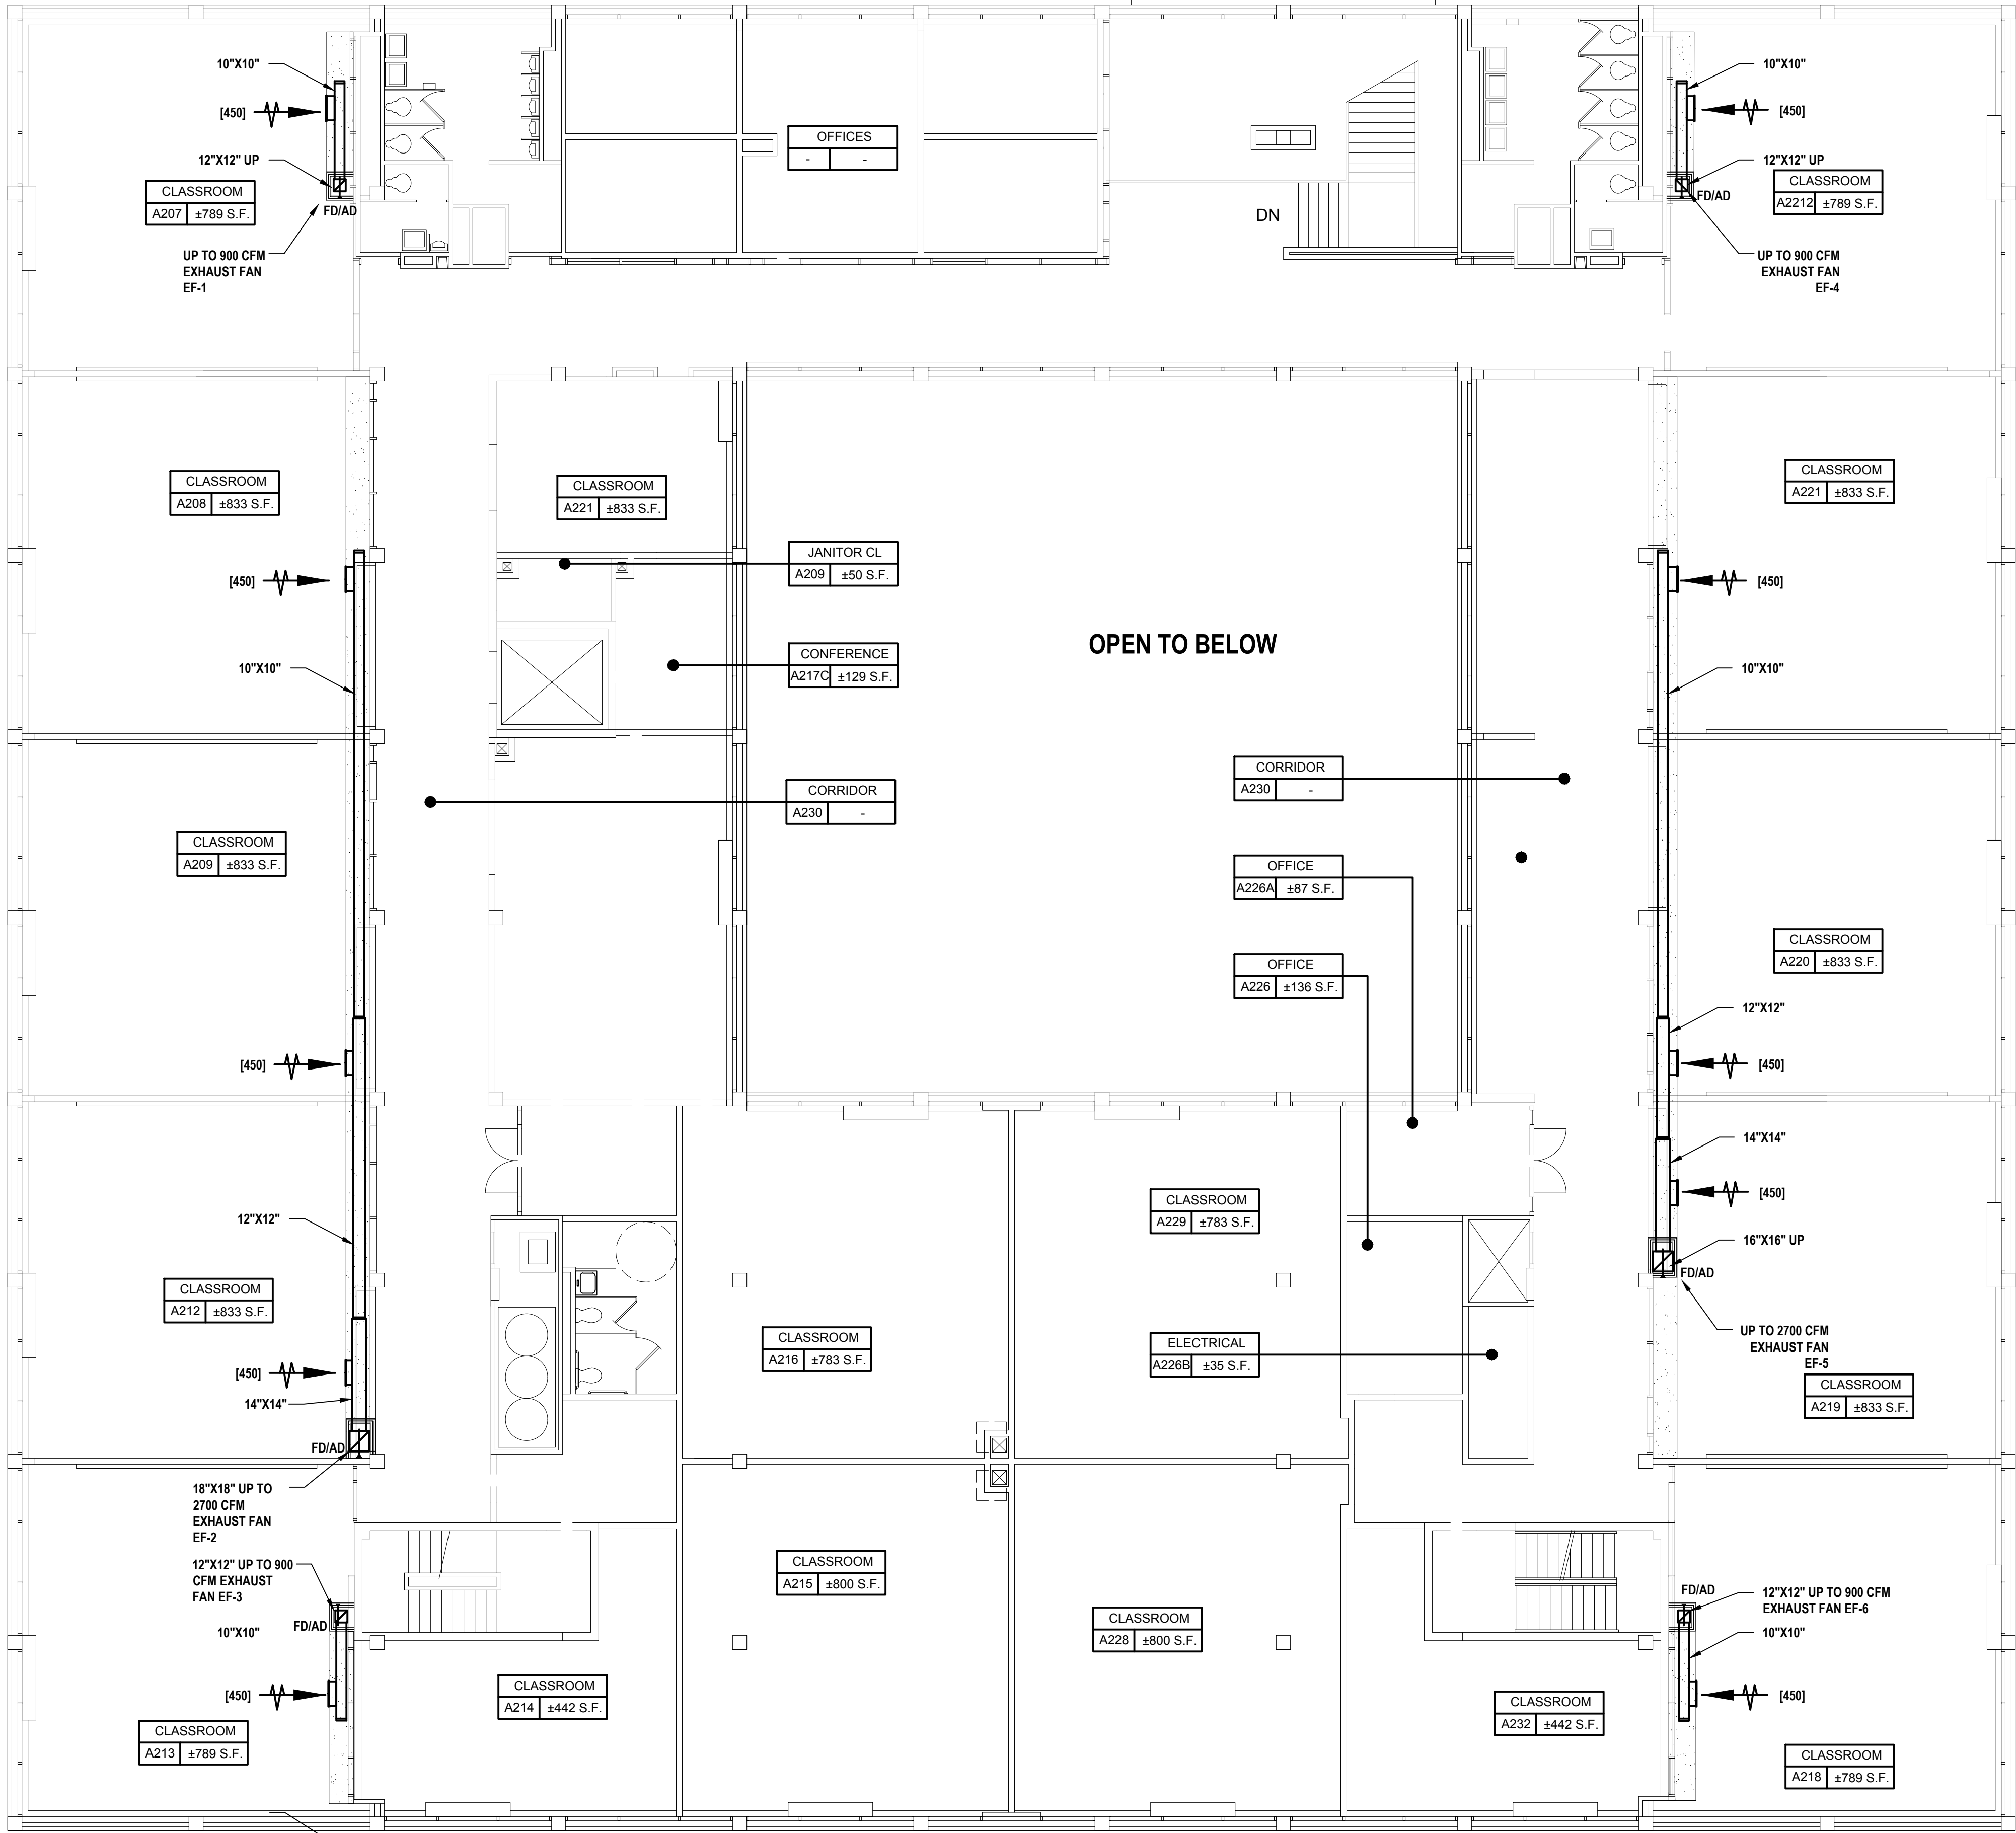 10"X10"
[450]
12"X12" UP
CLASSROOM
A207 ±789 S.F.
FD/AD
UP TO 900 CFM
EXHAUST FAN
EF-1
OFFICES
- -
DN
10"X10"
[450]
12"X12" UP
CLASSROOM
A2212 ±789 S.F.
FD/AD
UP TO 900 CFM
EXHAUST FAN
EF-4
CLASSROOM
A208 ±833 S.F.
[450]
10"X10"
CLASSROOM
A221 ±833 S.F.
JANITOR CL
A209 ±50 S.F.
CONFERENCE
A217C ±129 S.F.
CORRIDOR
A230 -
OPEN TO BELOW
CORRIDOR
A230 -
OFFICE
A226A ±87 S.F.
OFFICE
A226 ±136 S.F.
CLASSROOM
A221 ±833 S.F.
[450]
10"X10"
CLASSROOM
A209 ±833 S.F.
[450]
CLASSROOM
A220 ±833 S.F.
12"X12"
[450]
14"X14"
[450]
16"X16" UP
FD/AD
UP TO 2700 CFM
EXHAUST FAN
EF-5
CLASSROOM
A219 ±833 S.F.
12"X12"
CLASSROOM
A212 ±833 S.F.
[450]
14"X14"
FD/AD
18"X18" UP TO
2700 CFM
EXHAUST FAN
EF-2
CLASSROOM
A229 ±783 S.F.
CLASSROOM
A216 ±783 S.F.
ELECTRICAL
A226B ±35 S.F.
12"X12" UP TO 900
CFM EXHAUST
FAN EF-3
FD/AD
10"X10"
[450]
CLASSROOM
A213 ±789 S.F.
CLASSROOM
A214 ±442 S.F.
CLASSROOM
A215 ±800 S.F.
CLASSROOM
A228 ±800 S.F.
CLASSROOM
A232 ±442 S.F.
FD/AD
12"X12" UP TO 900 CFM
EXHAUST FAN EF-6
10"X10"
[450]
CLASSROOM
A218 ±789 S.F.